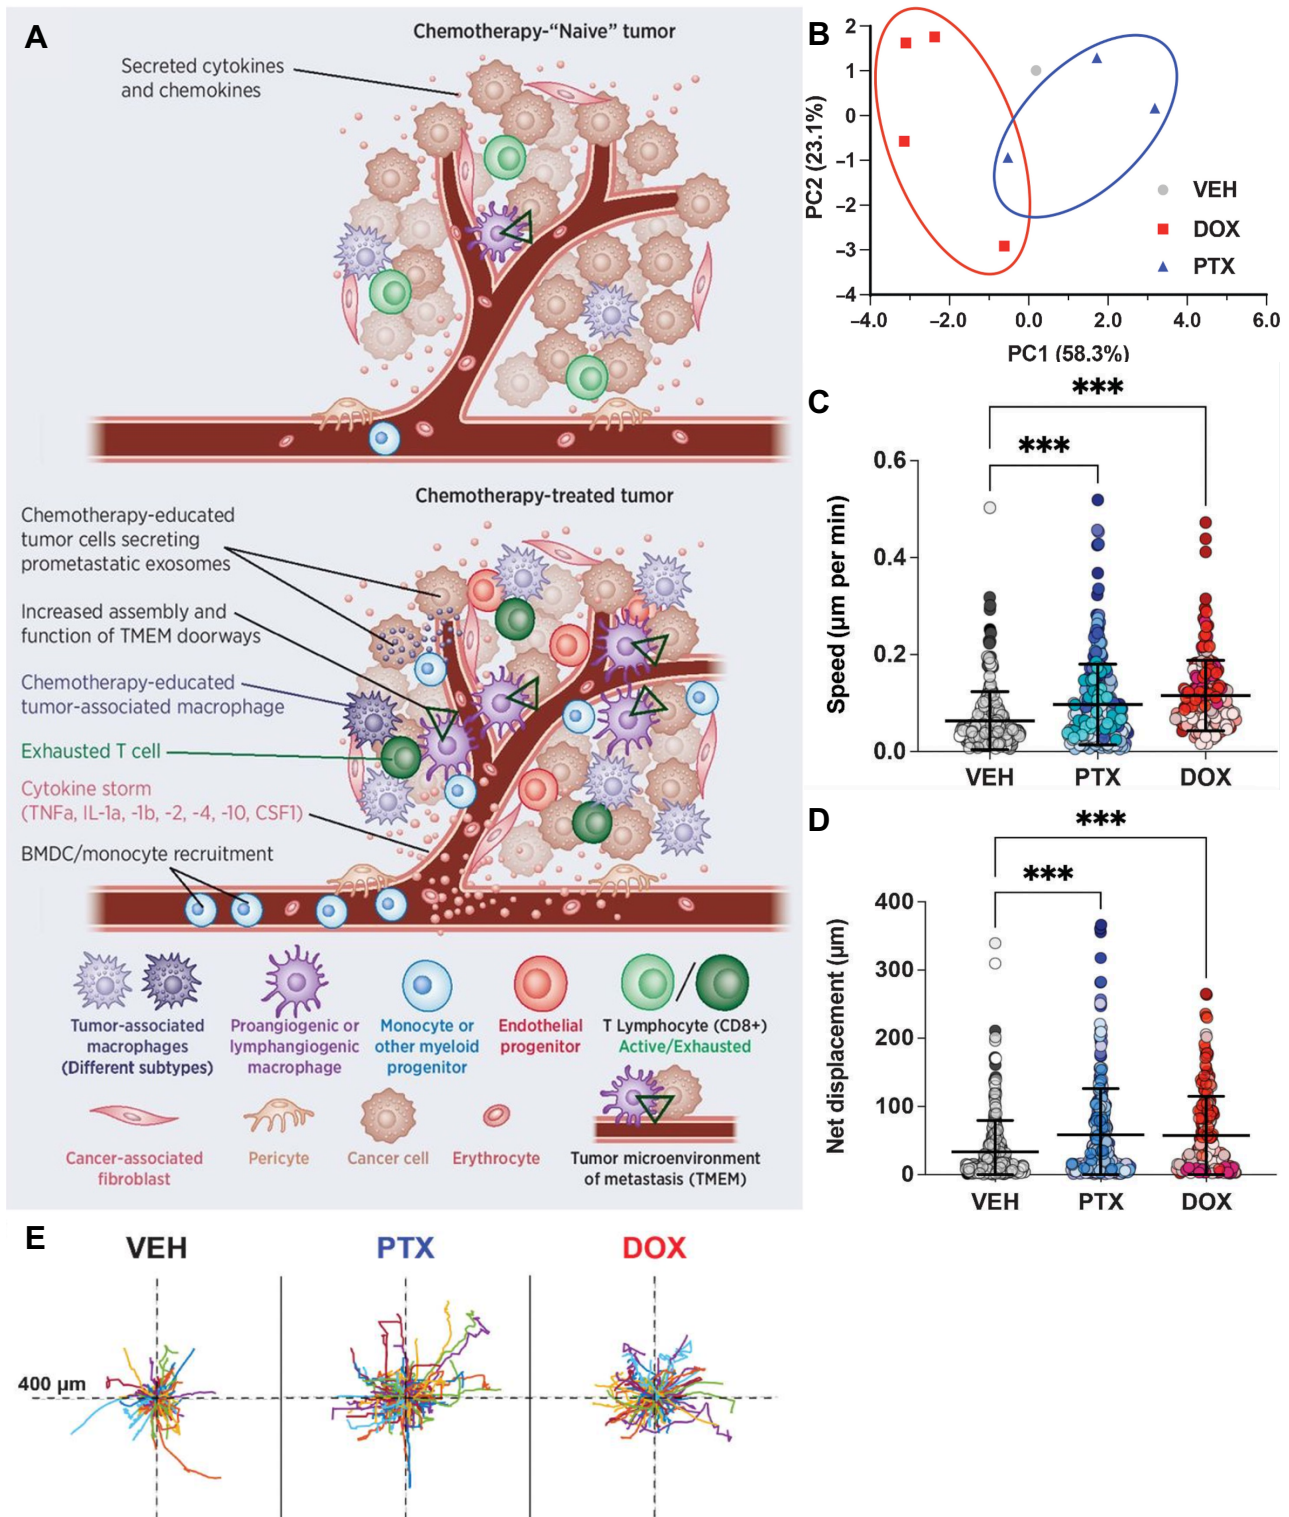 A
Chemotherapy-“Naive” tumor
Secreted cytokines
and chemokines
Chemotherapy-treated tumor
Chemotherapy-educated
tumor cells secreting
prometastatic exosomes
Increased assembly and
function of TMEM doorways
Chemotherapy-educated
tumor-associated macrophage
Exhausted T cell
Cytokine storm
(TNFa, IL-1a, -1b, -2, -4, -10, CSF1)
BMDC/monocyte recruitment
Tumor-associated
macrophages
(Different subtypes)
Proangiogenic or
lymphangiogenic
macrophage
Monocyte or
other myeloid
progenitor
Endothelial
progenitor
T Lymphocyte (CD8+)
Active/Exhausted
Cancer-associated
fibroblast
Pericyte
Cancer cell
Erythrocyte
Tumor microenvironment
of metastasis (TMEM)
B
PC2 (23.1%)
2
1
0
−1
−2
−3
−4
−4.0 −2.0 0.0 2.0 4.0 6.0
PC1 (58.3%)
VEH
DOX
PTX
C
***
***
Speed (µm per min)
0.6
0.4
0.2
0.0
VEH PTX DOX
D
***
***
Net displacement (µm)
400
300
200
100
0
VEH PTX DOX
E
VEH PTX DOX
400 µm